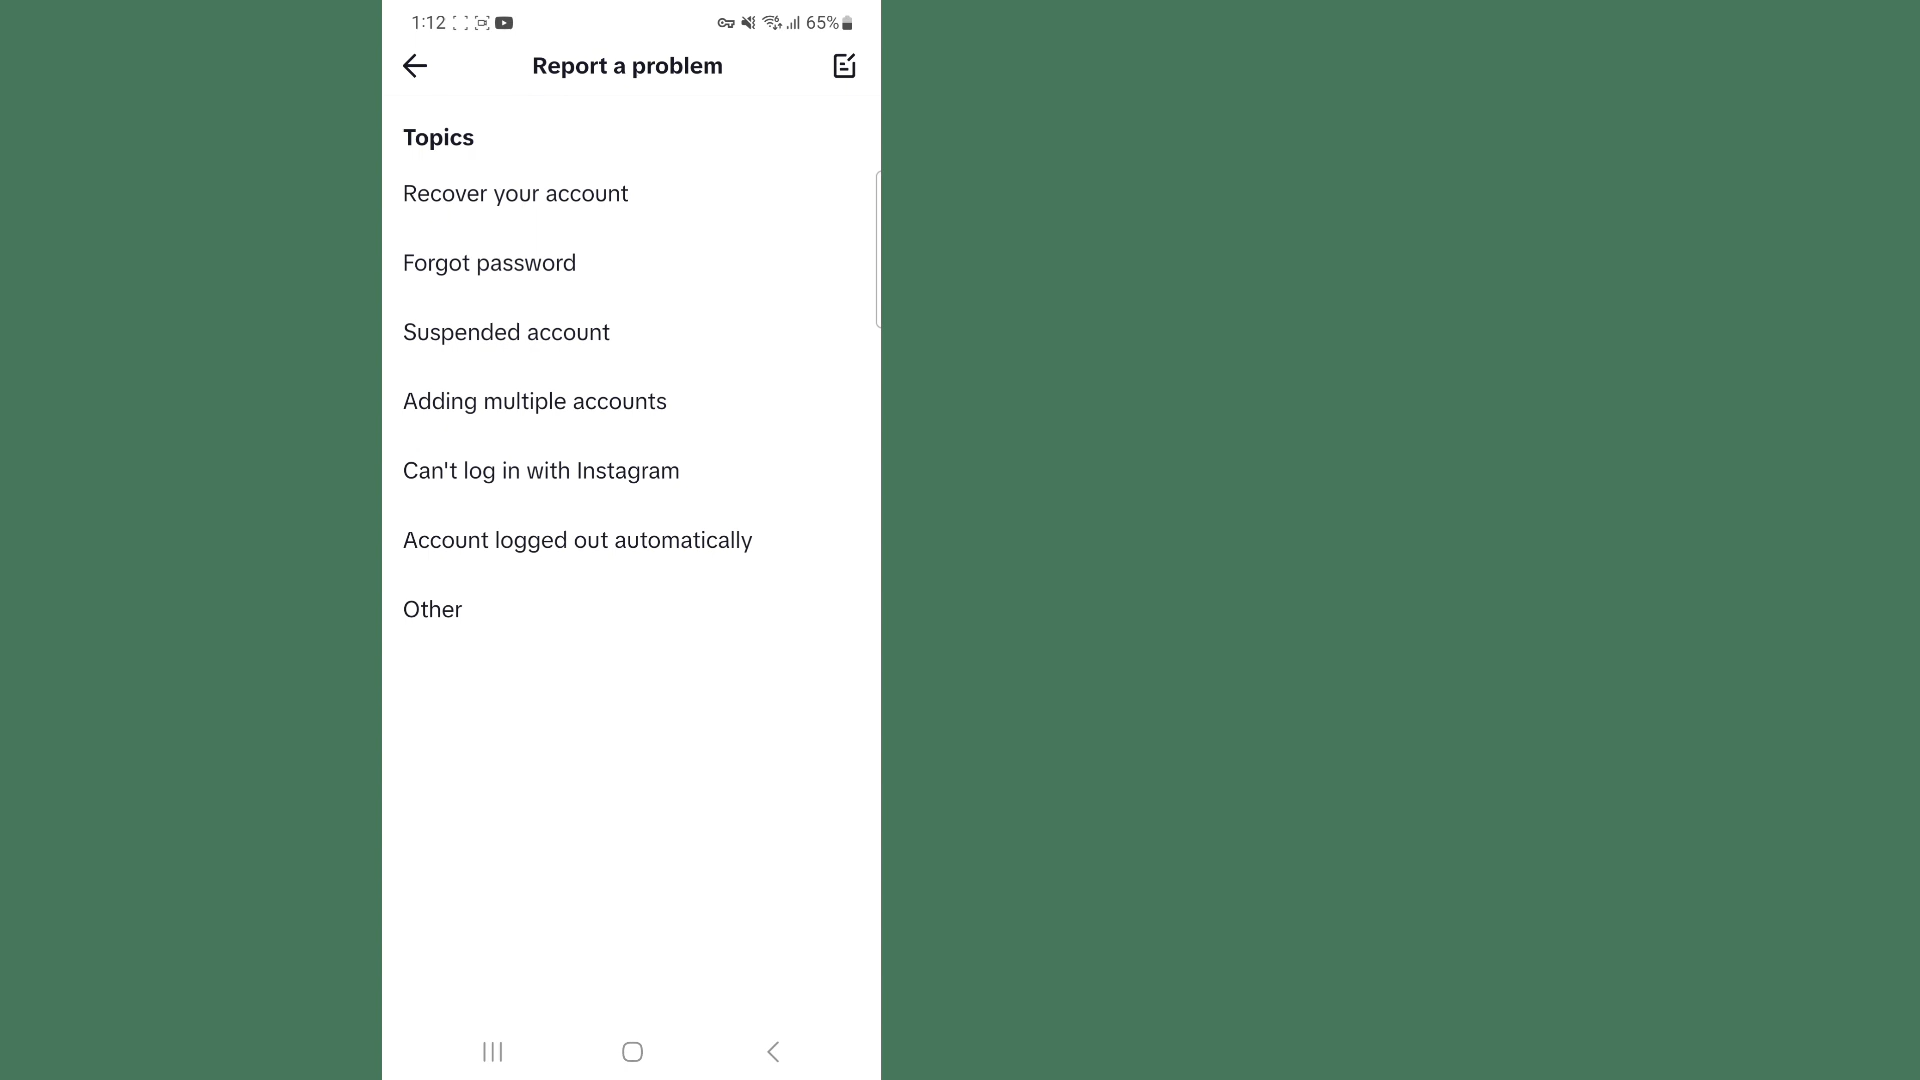 1:12 65%
Report a problem
Topics
Recover your account
Forgot password
Suspended account
Adding multiple accounts
Can't log in with Instagram
Account logged out automatically
Other